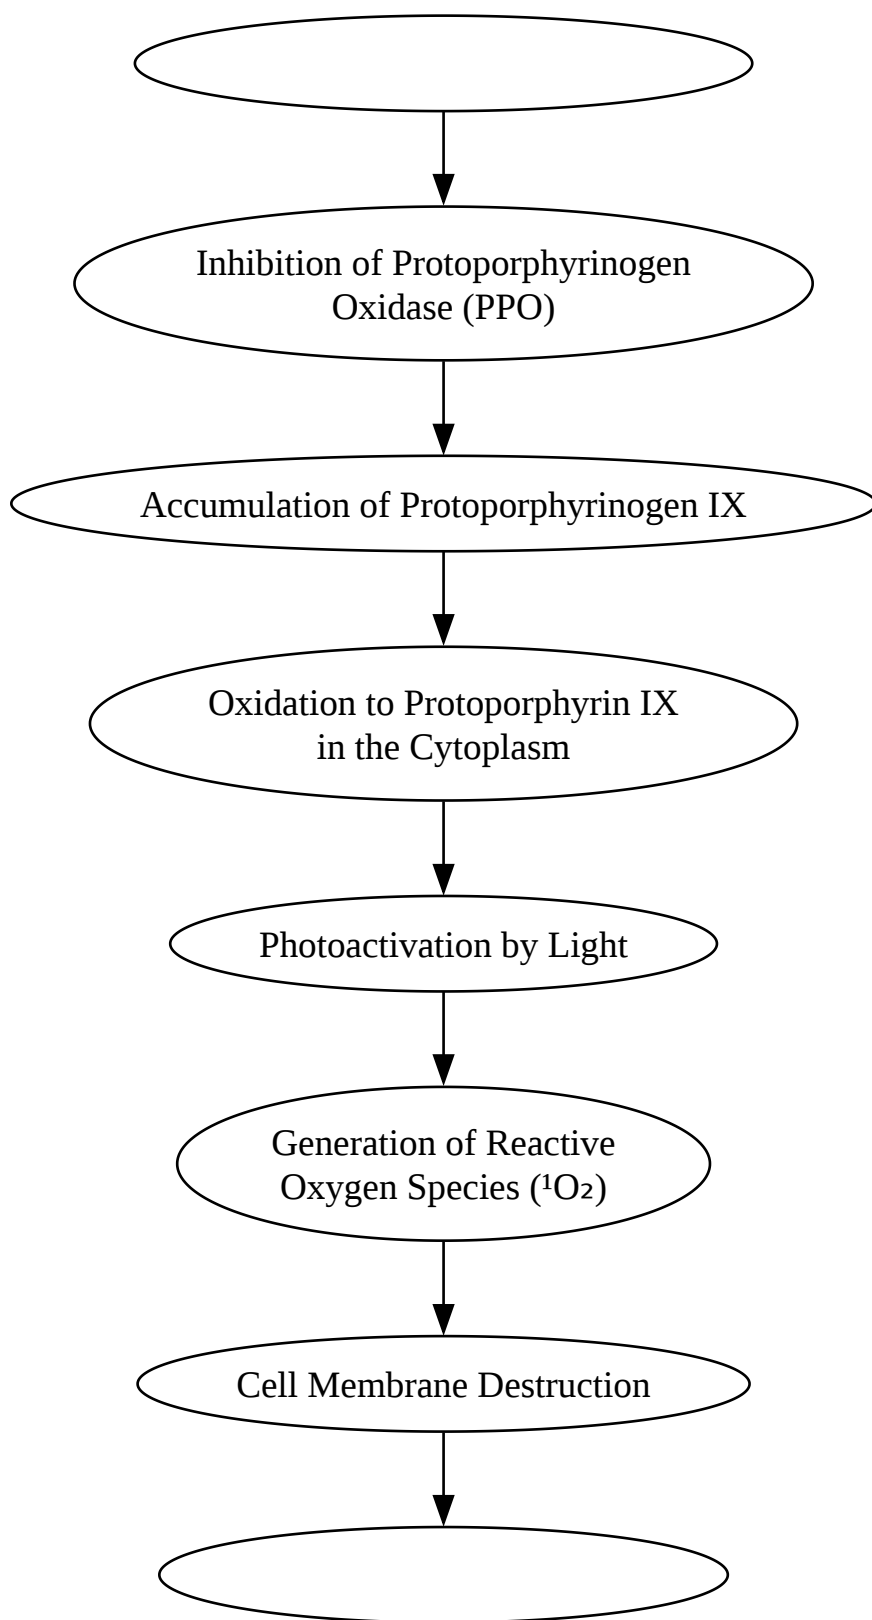 Inhibition of Protoporphyrinogen
Oxidase (PPO)
Accumulation of Protoporphyrinogen IX
Oxidation to Protoporphyrin IX
in the Cytoplasm
Photoactivation by Light
Generation of Reactive
Oxygen Species (¹O₂)
Cell Membrane Destruction